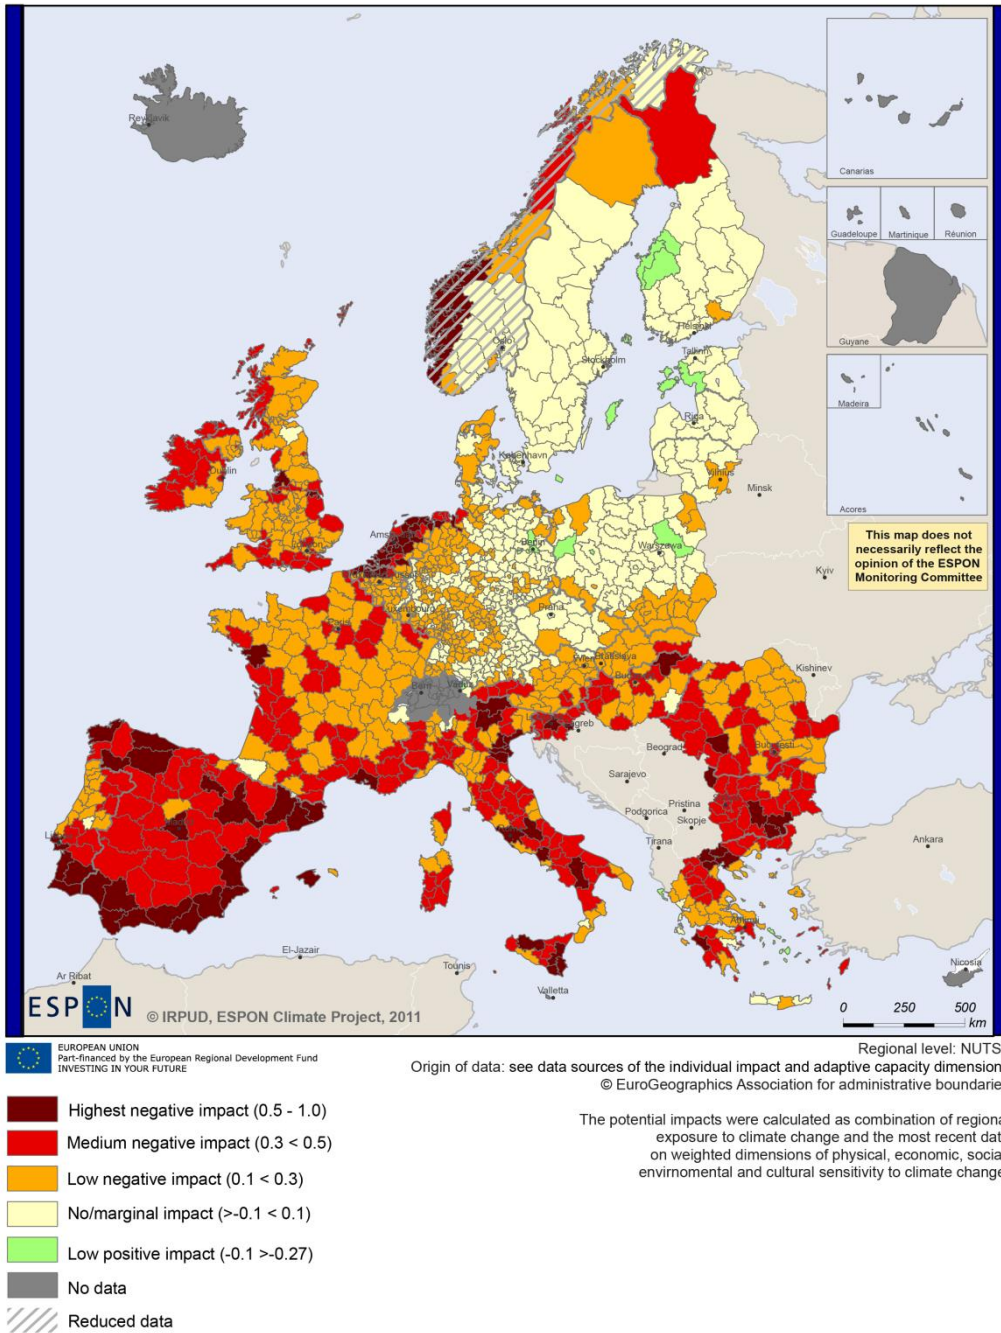 Reykjavik
Canarias
Guadeloupe
Martinique
Réunion
Guyane
Madeira
Acores
Oslo
Stockholm
Helsinki
Tallinn
Riga
København
Vilnius
Minsk
Dublin
Berlin
Warszawa
This map does not
necessarily reflect the
opinion of the ESPON
Monitoring Committee
Kyiv
Luxembourg
Paris
Praha
Wien
Bratislava
Kishinev
Bern
Vaduz
Budapest
Zagreb
Beograd
Bucuresti
Sarajevo
Podgorica
Pristina
Skopje
Tirana
Ankara
El-Jazair
Tounis
Ar Ribat
Valletta
Nicosia
ESPON
© IRPUD, ESPON Climate Project, 2011
0 250 500
km
EUROPEAN UNION
Part-financed by the European Regional Development Fund
INVESTING IN YOUR FUTURE
Regional level: NUTS
Origin of data: see data sources of the individual impact and adaptive capacity dimension
© EuroGeographics Association for administrative boundarie
The potential impacts were calculated as combination of regiona
exposure to climate change and the most recent dat
on weighted dimensions of physical, economic, socia
envirnomental and cultural sensitivity to climate change
Highest negative impact (0.5 - 1.0)
Medium negative impact (0.3 < 0.5)
Low negative impact (0.1 < 0.3)
No/marginal impact (>-0.1 < 0.1)
Low positive impact (-0.1 >-0.27)
No data
Reduced data